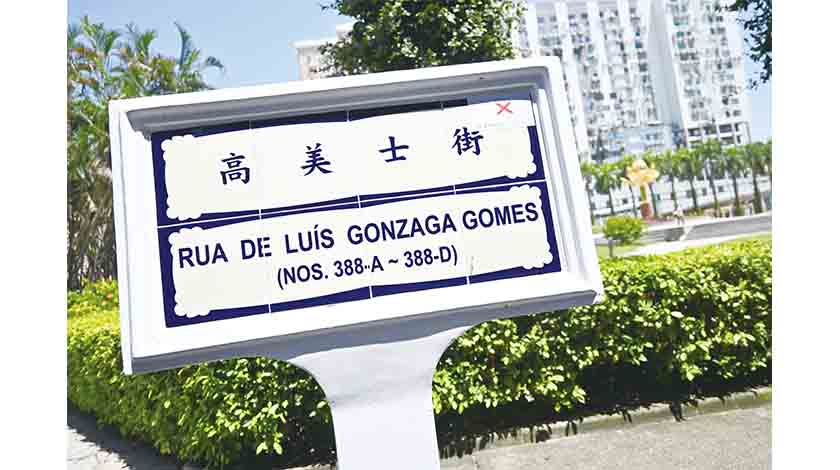 高美士街
RUA DE LUÍS GONZAGA GOMES
(NOS. 388-A ~ 388-D)